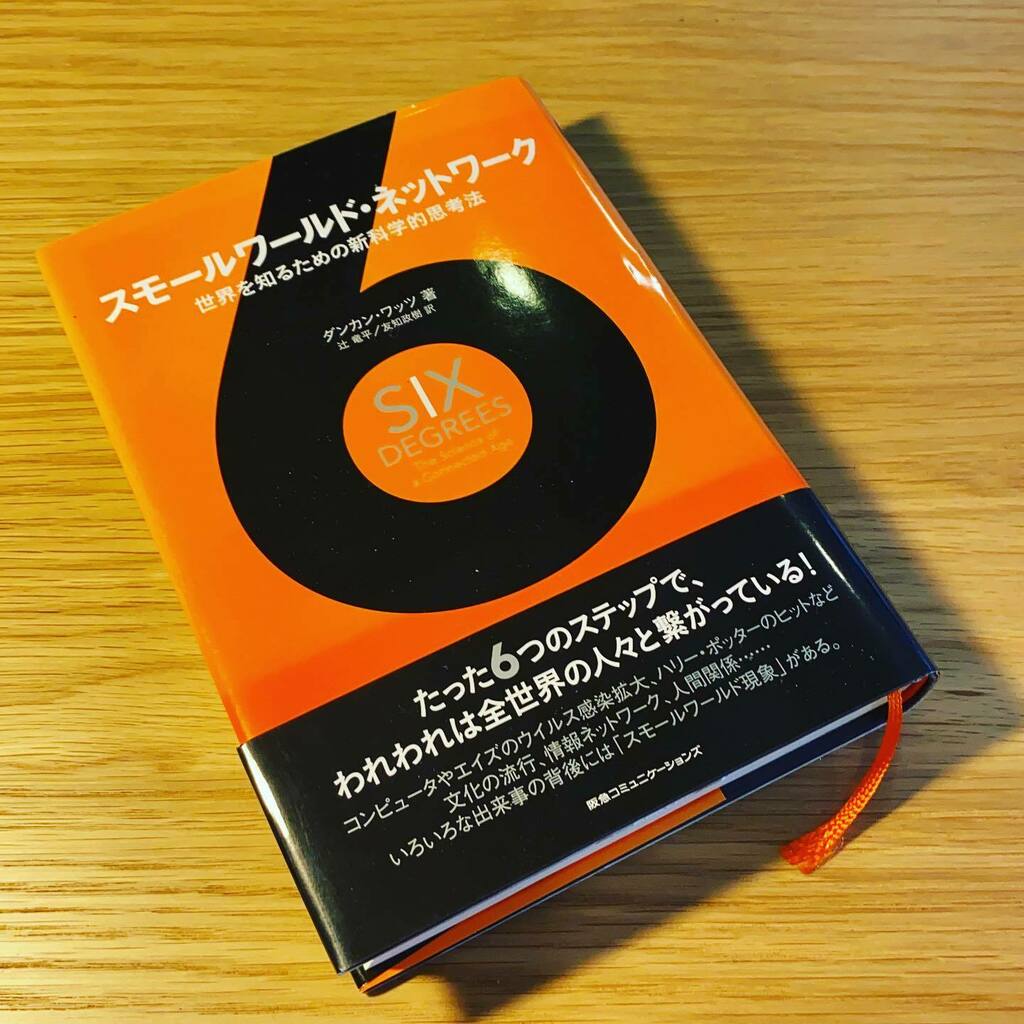 スモールワールド・ネットワーク
世界を知るための新科学的思考法
ダンカン・ワッツ 著
辻 竜平/友知政樹 訳
SIX
DEGREES
The Science of
a Connected Age
たった6つのステップで、
われわれは全世界の人々と繋がっている!
コンピュータやエイズのウイルス感染拡大、ハリー・ポッターのヒットなど
文化の流行、情報ネットワーク、人間関係……
いろいろな出来事の背後には「スモールワールド現象」がある。
阪急コミュニケーションズ